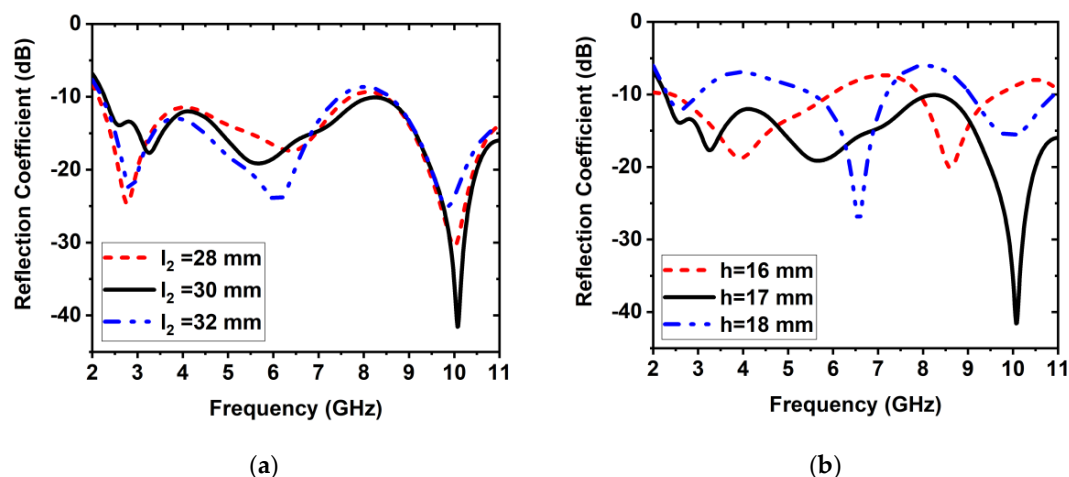 0
-10
-20
-30
-40
Reflection Coefficient (dB)
l₂ =28 mm
l₂ =30 mm
l₂ =32 mm
2 3 4 5 6 7 8 9 10 11
Frequency (GHz)
(a)
0
-10
-20
-30
-40
Reflection Coefficient (dB)
h=16 mm
h=17 mm
h=18 mm
2 3 4 5 6 7 8 9 10 11
Frequency (GHz)
(b)